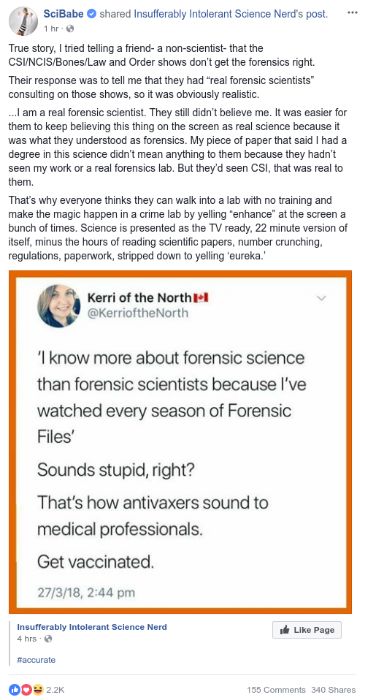 SciBabe shared Insufferably Intolerant Science Nerd's post.
1 hr ·
True story, I tried telling a friend- a non-scientist- that the
CSI/NCIS/Bones/Law and Order shows don't get the forensics right.
Their response was to tell me that they had "real forensic scientists"
consulting on those shows, so it was obviously realistic.
...I am a real forensic scientist. They still didn't believe me. It was easier for
them to keep believing this thing on the screen as real science because it
was what they understood as forensics. My piece of paper that said I had a
degree in this science didn't mean anything to them because they hadn't
seen my work or a real forensics lab. But they'd seen CSI, that was real to
them.
That's why everyone thinks they can walk into a lab with no training and
make the magic happen in a crime lab by yelling "enhance" at the screen a
bunch of times. Science is presented as the TV ready, 22 minute version of
itself, minus the hours of reading scientific papers, number crunching,
regulations, paperwork, stripped down to yelling 'eureka.'
Kerri of the North
@KerrioftheNorth
'I know more about forensic science
than forensic scientists because I've
watched every season of Forensic
Files'
Sounds stupid, right?
That's how antivaxers sound to
medical professionals.
Get vaccinated.
27/3/18, 2:44 pm
Insufferably Intolerant Science Nerd
4 hrs ·
Like Page
#accurate
2.2K
155 Comments 340 Shares